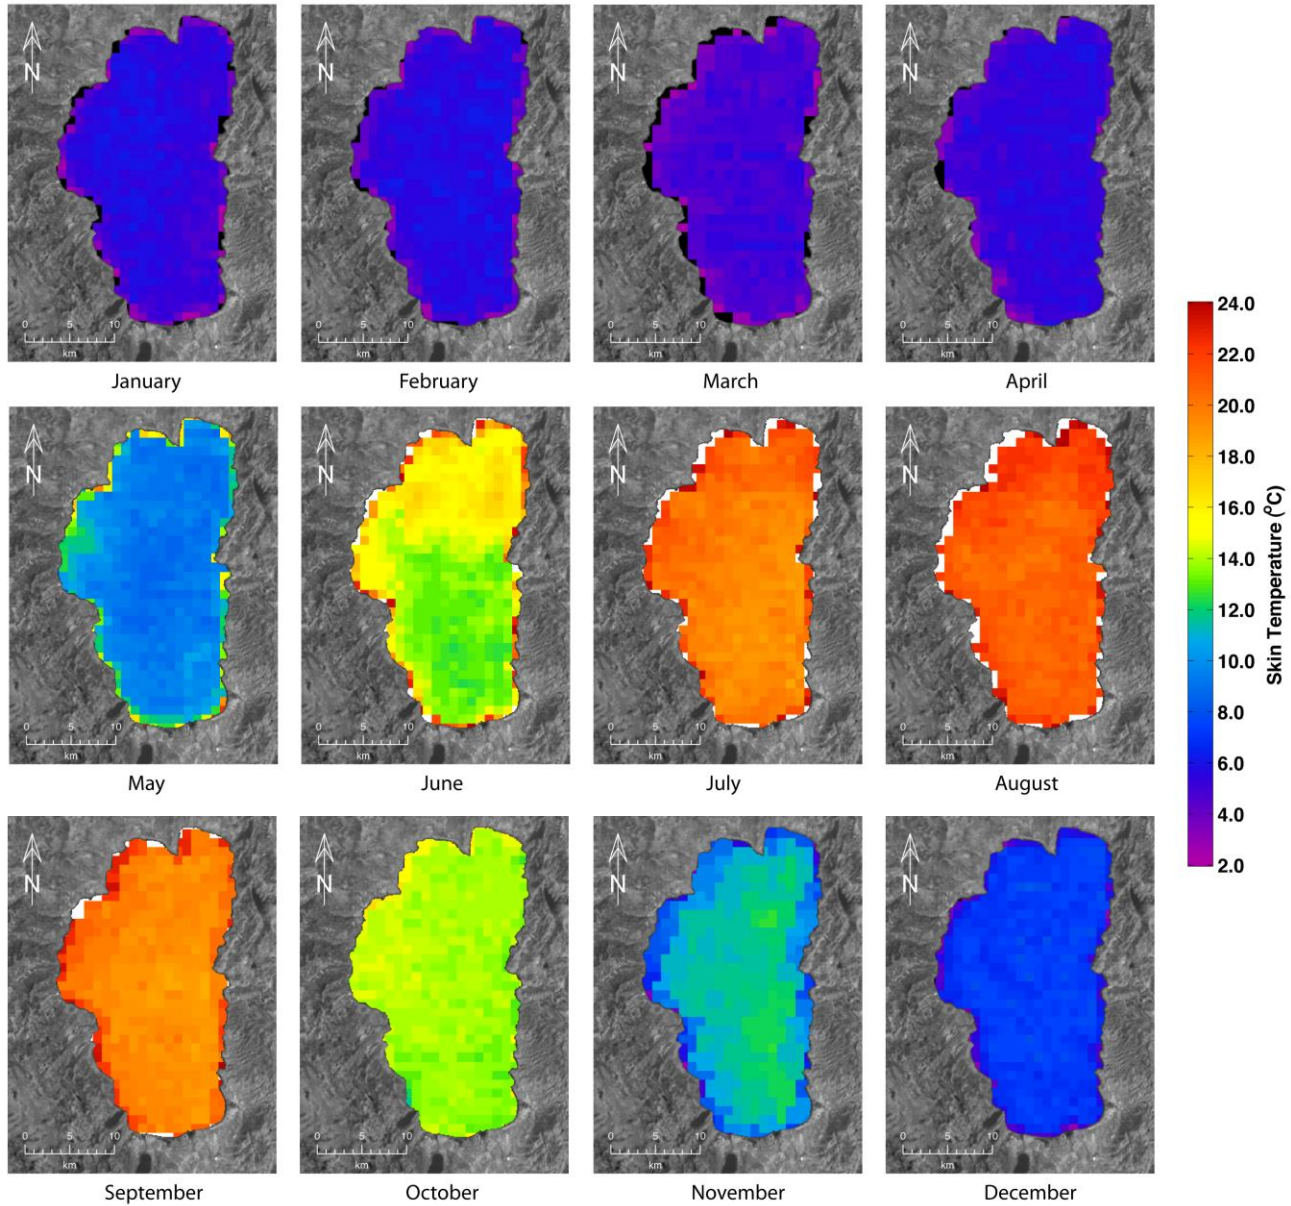 N N N N
0 5 10 0 5 10 0 5 10 0 5 10
km km km km
January February March April
N N N N
0 5 10 0 5 10 0 5 10 0 5 10
km km km km
May June July August
N N N N
0 5 10 0 5 10 0 5 10 0 5 10
km km km km
September October November December
24.0
22.0
20.0
18.0
16.0
14.0
12.0
10.0
8.0
6.0
4.0
2.0
Skin Temperature (⁰C)